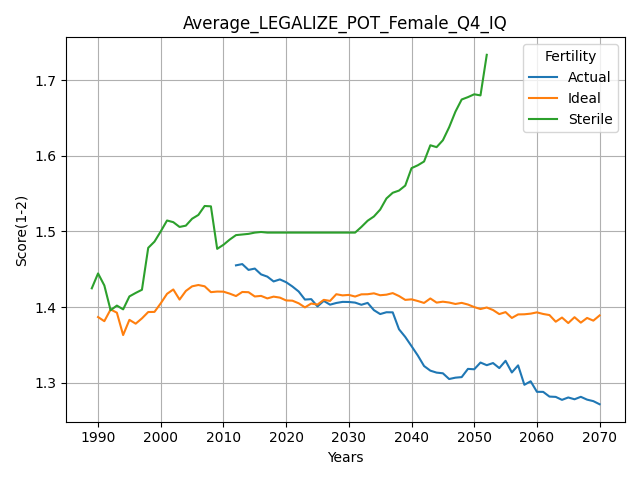 Average_LEGALIZE_POT_Female_Q4_IQ
Fertility
Actual
Ideal
Sterile
Score(1-2)
1.7
1.6
1.5
1.4
1.3
1990 2000 2010 2020 2030 2040 2050 2060 2070
Years